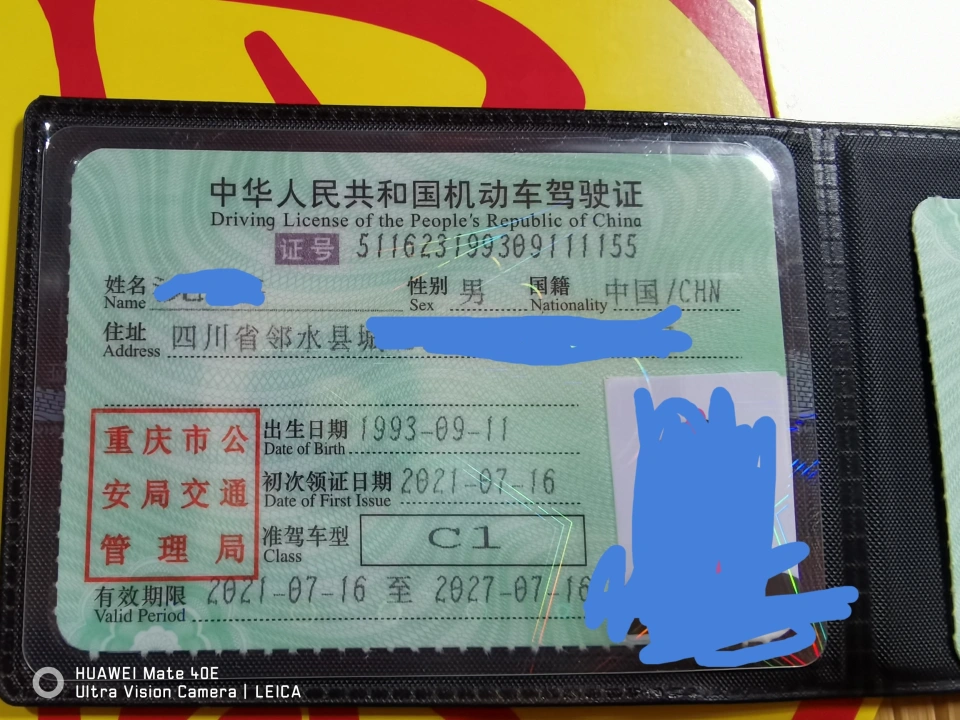 中华人民共和国机动车驾驶证
Driving License of the People's Republic of China
证号 511623199309111155
姓名 性别 男 国籍 中国/CHN
Name Sex Nationality
住址 四川省邻水县城
Address
重庆市公
安局交通
管理局
出生日期 1993-09-11
Date of Birth
初次领证日期 2021-07-16
Date of First Issue
准驾车型 C1
Class
有效期限 2021-07-16 至 2027-07-16
Valid Period
HUAWEI Mate 40E
Ultra Vision Camera | LEICA